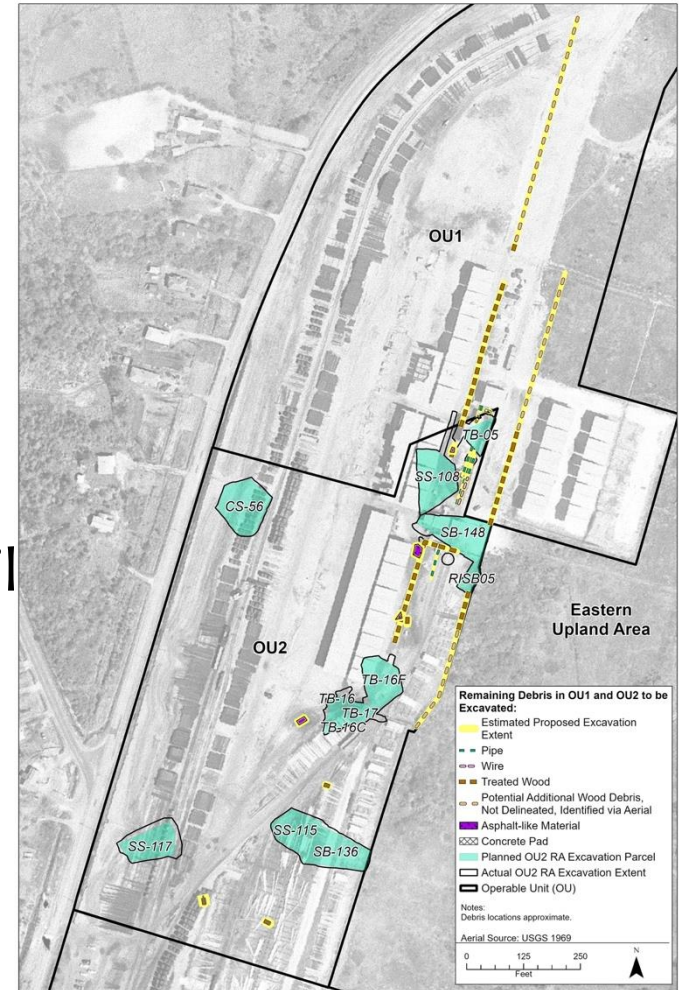 OU1
TB-05
SS-108
CS-56
SB-148
RISB05
Eastern
Upland Area
OU2
TB-16F
TB-16
TB-17
TB-16C
SS-115
SS-117
SB-136
Remaining Debris in OU1 and OU2 to be
Excavated:
Estimated Proposed Excavation
Extent
Pipe
Wire
Treated Wood
Potential Additional Wood Debris,
Not Delineated, Identified via Aerial
Asphalt-like Material
Concrete Pad
Planned OU2 RA Excavation Parcel
Actual OU2 RA Excavation Extent
Operable Unit (OU)
Notes:
Debris locations approximate.
Aerial Source: USGS 1969
0 125 250
Feet
N